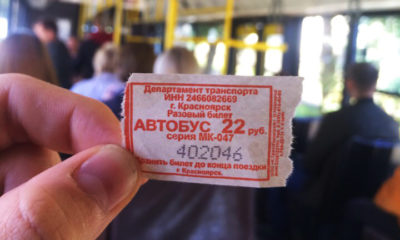 Департамент транспорта
ИНН 2466082669
г. Красноярск
Разовый билет
АВТОБУС 22 руб.
серия МК-047
402046
билет до конца поездки
г. Красноярск.